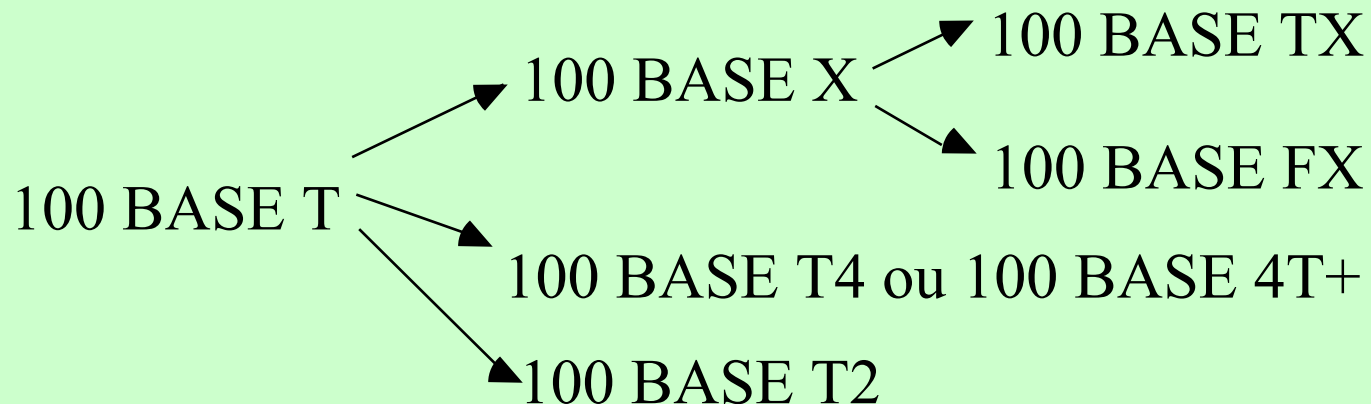 100 BASE TX
100 BASE X
100 BASE FX
100 BASE T
100 BASE T4 ou 100 BASE 4T+
100 BASE T2